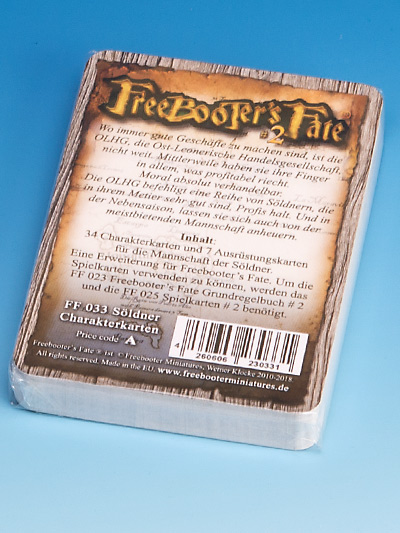 Freebooter's Fate
#2
Wo immer gute Geschäfte zu machen sind, ist die
OLHG, die Ost-Leonerische Handelsgesellschaft,
nicht weit. Mittlerweile haben sie ihre Finger
in allem, was profitabel riecht.
Moral absolut verhandelbar.
Die OLHG befehligt eine Reihe von Söldnern, die
in ihrem Metier sehr gut sind. Profis halt. Und in
der Nebensaison, lassen sie sich auch von der
meistbietenden Mannschaft anheuern.
Inhalt:
34 Charakterkarten und 7 Ausrüstungskarten
für die Mannschaft der Söldner.
Eine Erweiterung für Freebooter's Fate. Um die
Spielkarten verwenden zu können, werden das
FF 023 Freebooter's Fate Grundregelbuch # 2
und die FF 025 Spielkarten # 2 benötigt.
FF 033 Söldner
Charakterkarten
Price code A
4 260606 230331
Freebooter's Fate ® ist © Freebooter Miniatures, Werner Klocke 2010-2018.
All rights reserved. Made in the EU. www.freebooterminiatures.de